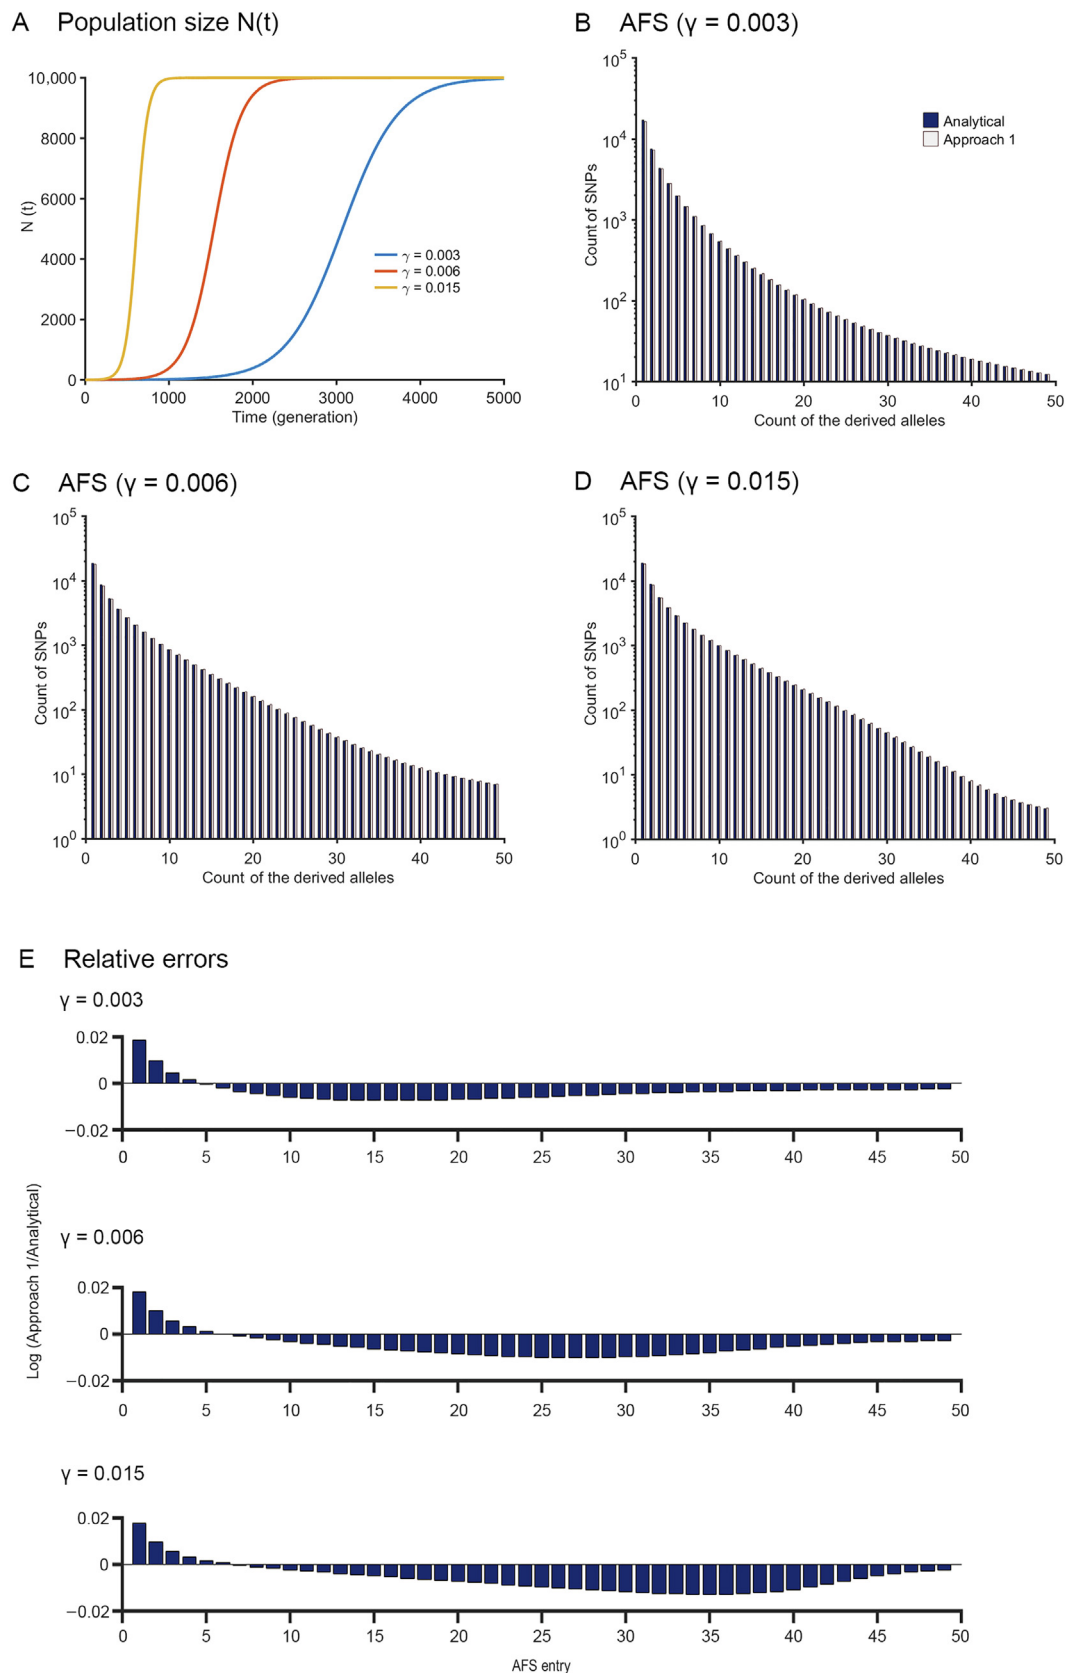 A Population size N(t)
10,000
8000
6000
4000
2000
0
N (t)
γ = 0.003
γ = 0.006
γ = 0.015
0 1000 2000 3000 4000 5000
Time (generation)
B AFS (γ = 0.003)
10^5
10^4
10^3
10^2
10^1
Count of SNPs
Analytical
Approach 1
0 10 20 30 40 50
Count of the derived alleles
C AFS (γ = 0.006)
10^5
10^4
10^3
10^2
10^1
10^0
Count of SNPs
0 10 20 30 40 50
Count of the derived alleles
D AFS (γ = 0.015)
10^5
10^4
10^3
10^2
10^1
10^0
Count of SNPs
0 10 20 30 40 50
Count of the derived alleles
E Relative errors
γ = 0.003
0.02
0
−0.02
0 5 10 15 20 25 30 35 40 45 50
Log (Approach 1/Analytical)
γ = 0.006
0.02
0
−0.02
0 5 10 15 20 25 30 35 40 45 50
γ = 0.015
0.02
0
−0.02
0 5 10 15 20 25 30 35 40 45 50
AFS entry